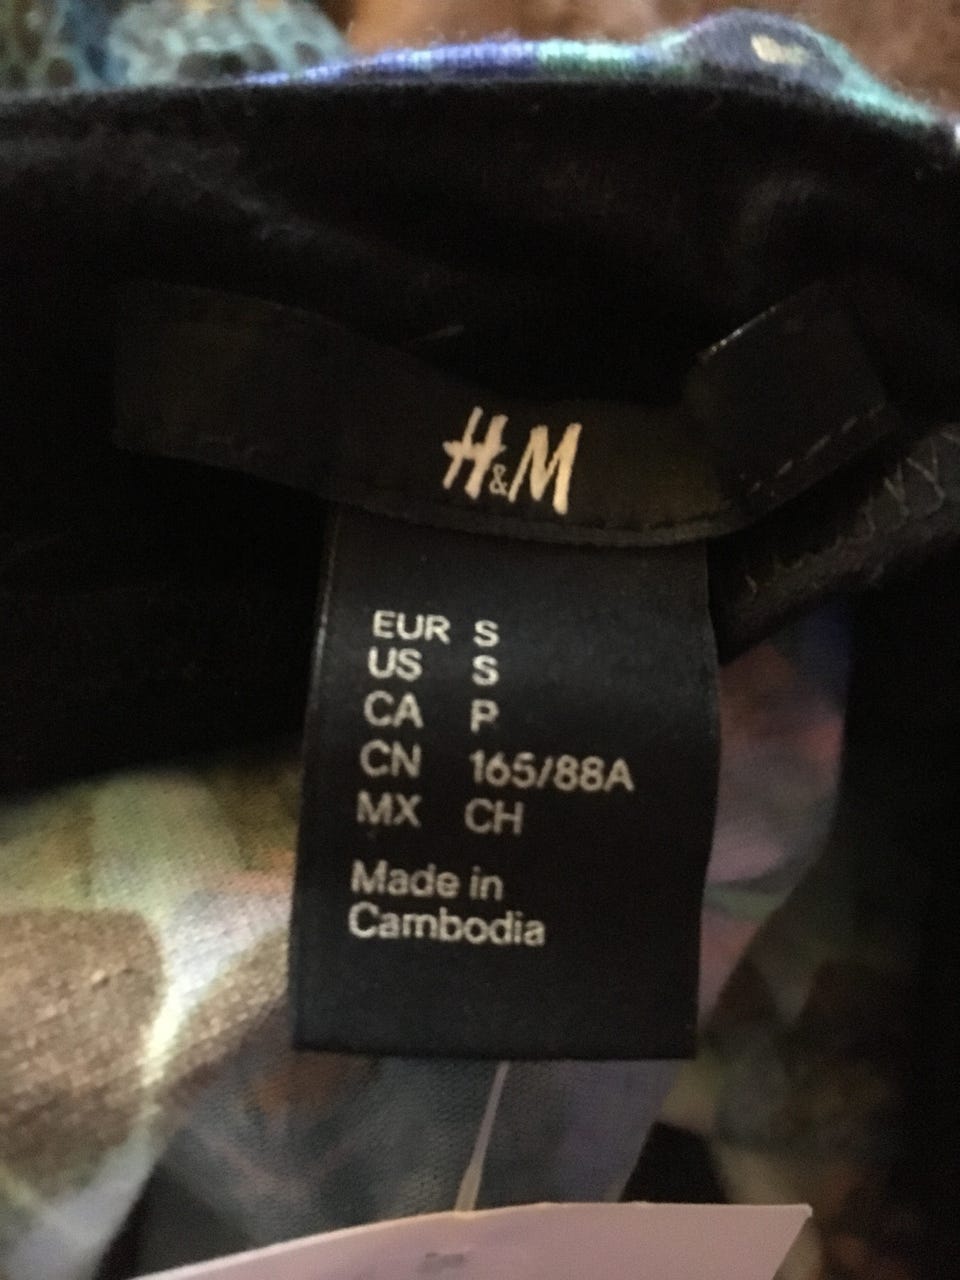 H&M
EUR S
US S
CA P
CN 165/88A
MX CH
Made in
Cambodia